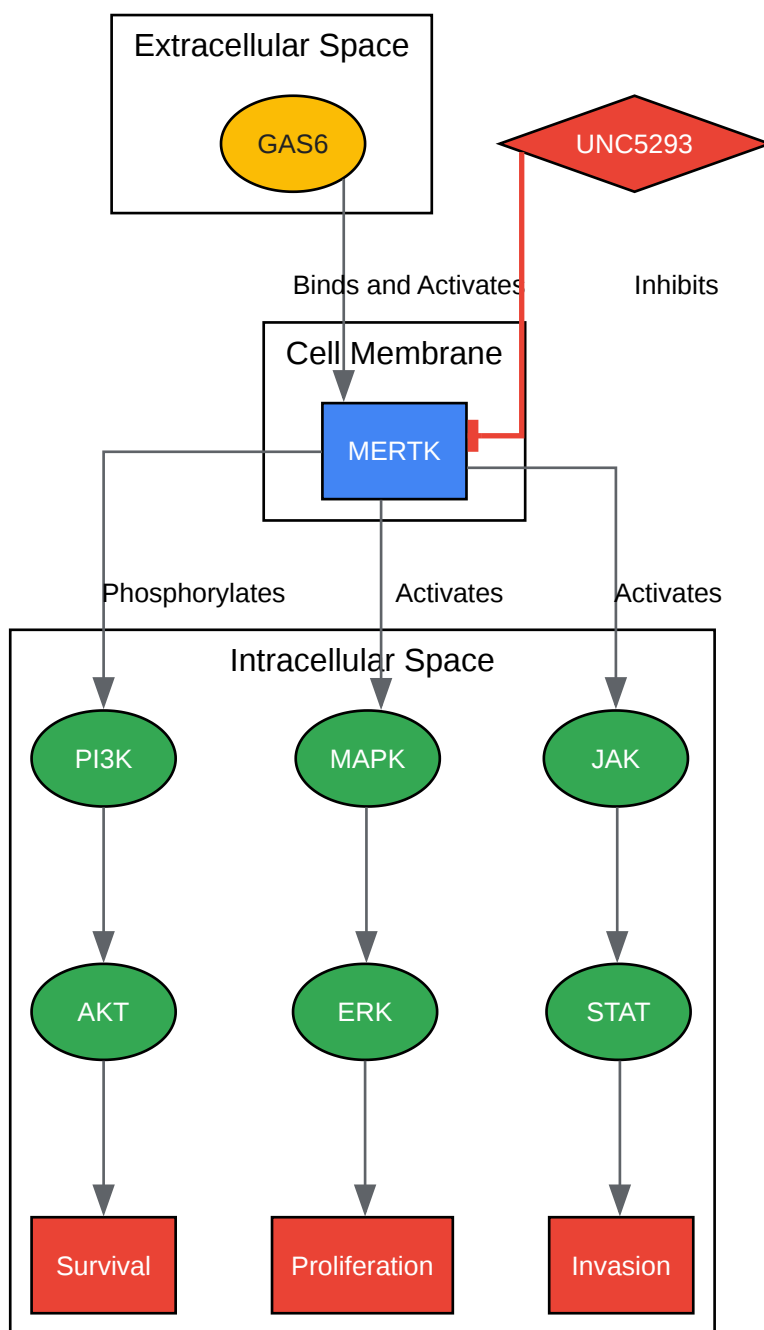 Extracellular Space
GAS6
UNC5293
Binds and Activates
Inhibits
Cell Membrane
MERTK
Phosphorylates
Activates
Activates
Intracellular Space
PI3K
MAPK
JAK
AKT
ERK
STAT
Survival
Proliferation
Invasion